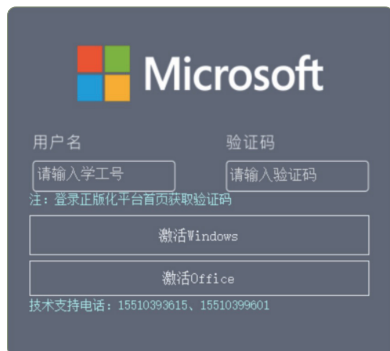 Microsoft
用户名 验证码
请输入学工号 请输入验证码
注：登录正版化平台首页获取验证码
激活Windows
激活Office
技术支持电话：15510393615、15510399601